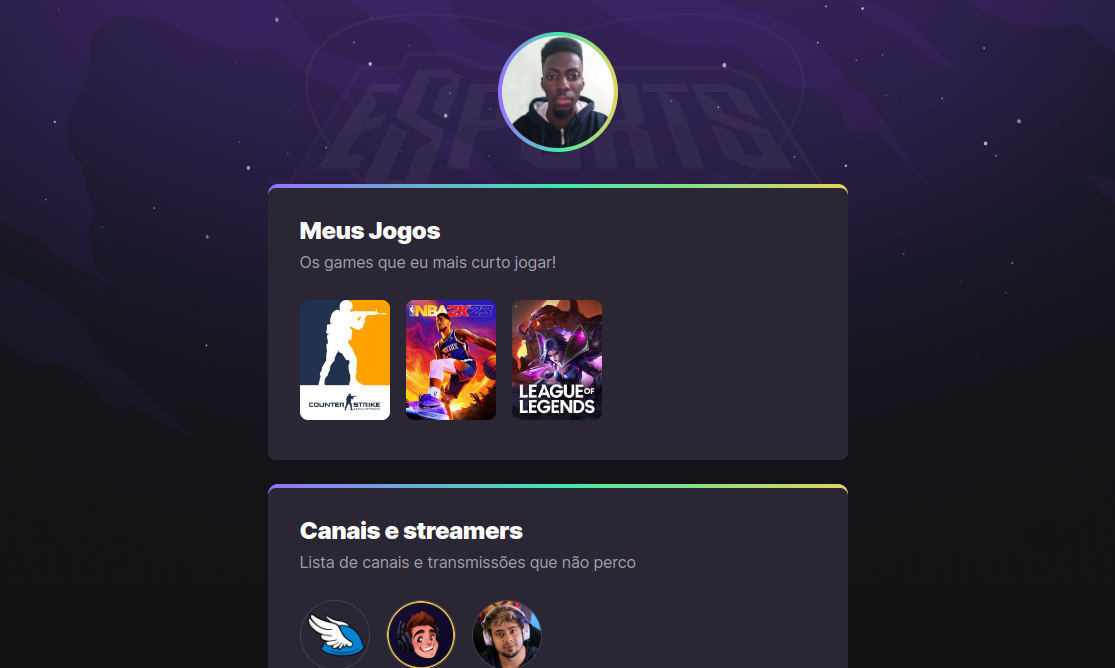 ESPORTS
Meus Jogos
Os games que eu mais curto jogar!
COUNTER STRIKE
NBA 2K23
LEAGUE OF
LEGENDS
Canais e streamers
Lista de canais e transmissões que não perco